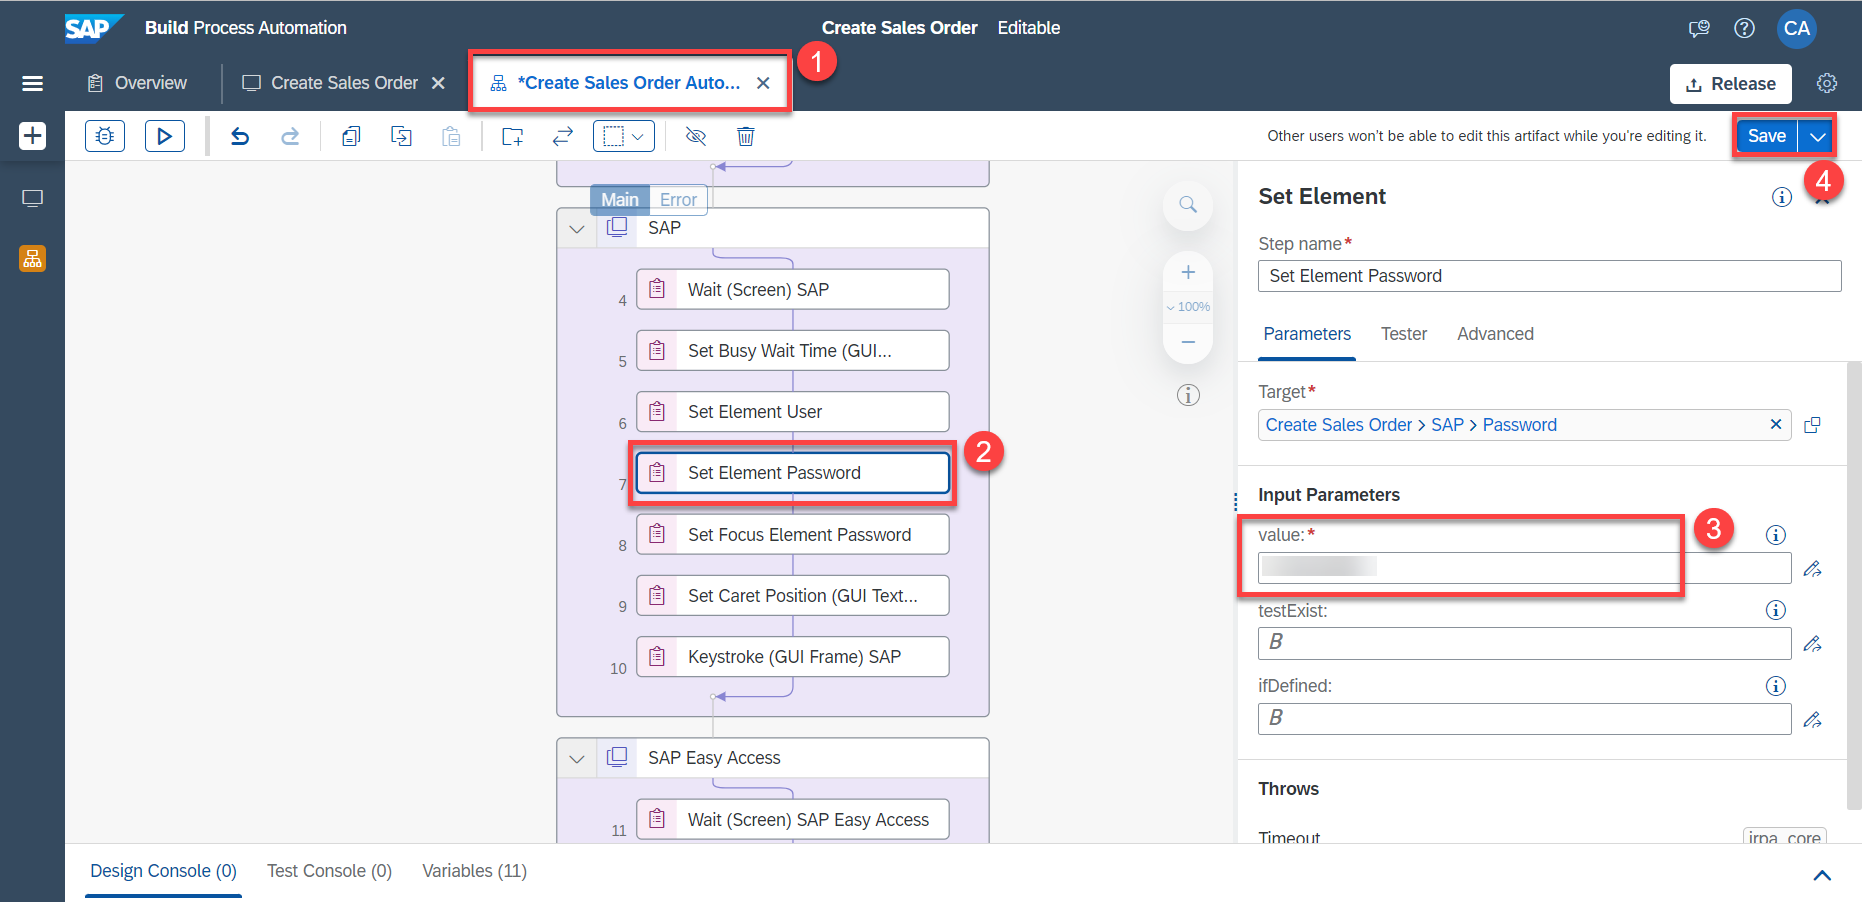 SAP Build Process Automation
Create Sales Order Editable
CA
Overview
Create Sales Order
*Create Sales Order Auto...
1
Release
Other users won't be able to edit this artifact while you're editing it.
Save
4
Main Error
SAP
4 Wait (Screen) SAP
5 Set Busy Wait Time (GUI...
6 Set Element User
7 Set Element Password
2
8 Set Focus Element Password
9 Set Caret Position (GUI Text...
10 Keystroke (GUI Frame) SAP
SAP Easy Access
11 Wait (Screen) SAP Easy Access
100%
Set Element
Step name*
Set Element Password
Parameters Tester Advanced
Target*
Create Sales Order > SAP > Password
Input Parameters
value:*
3
testExist:
B
ifDefined:
B
Throws
Timeout
irpa_core
Design Console (0) Test Console (0) Variables (11)